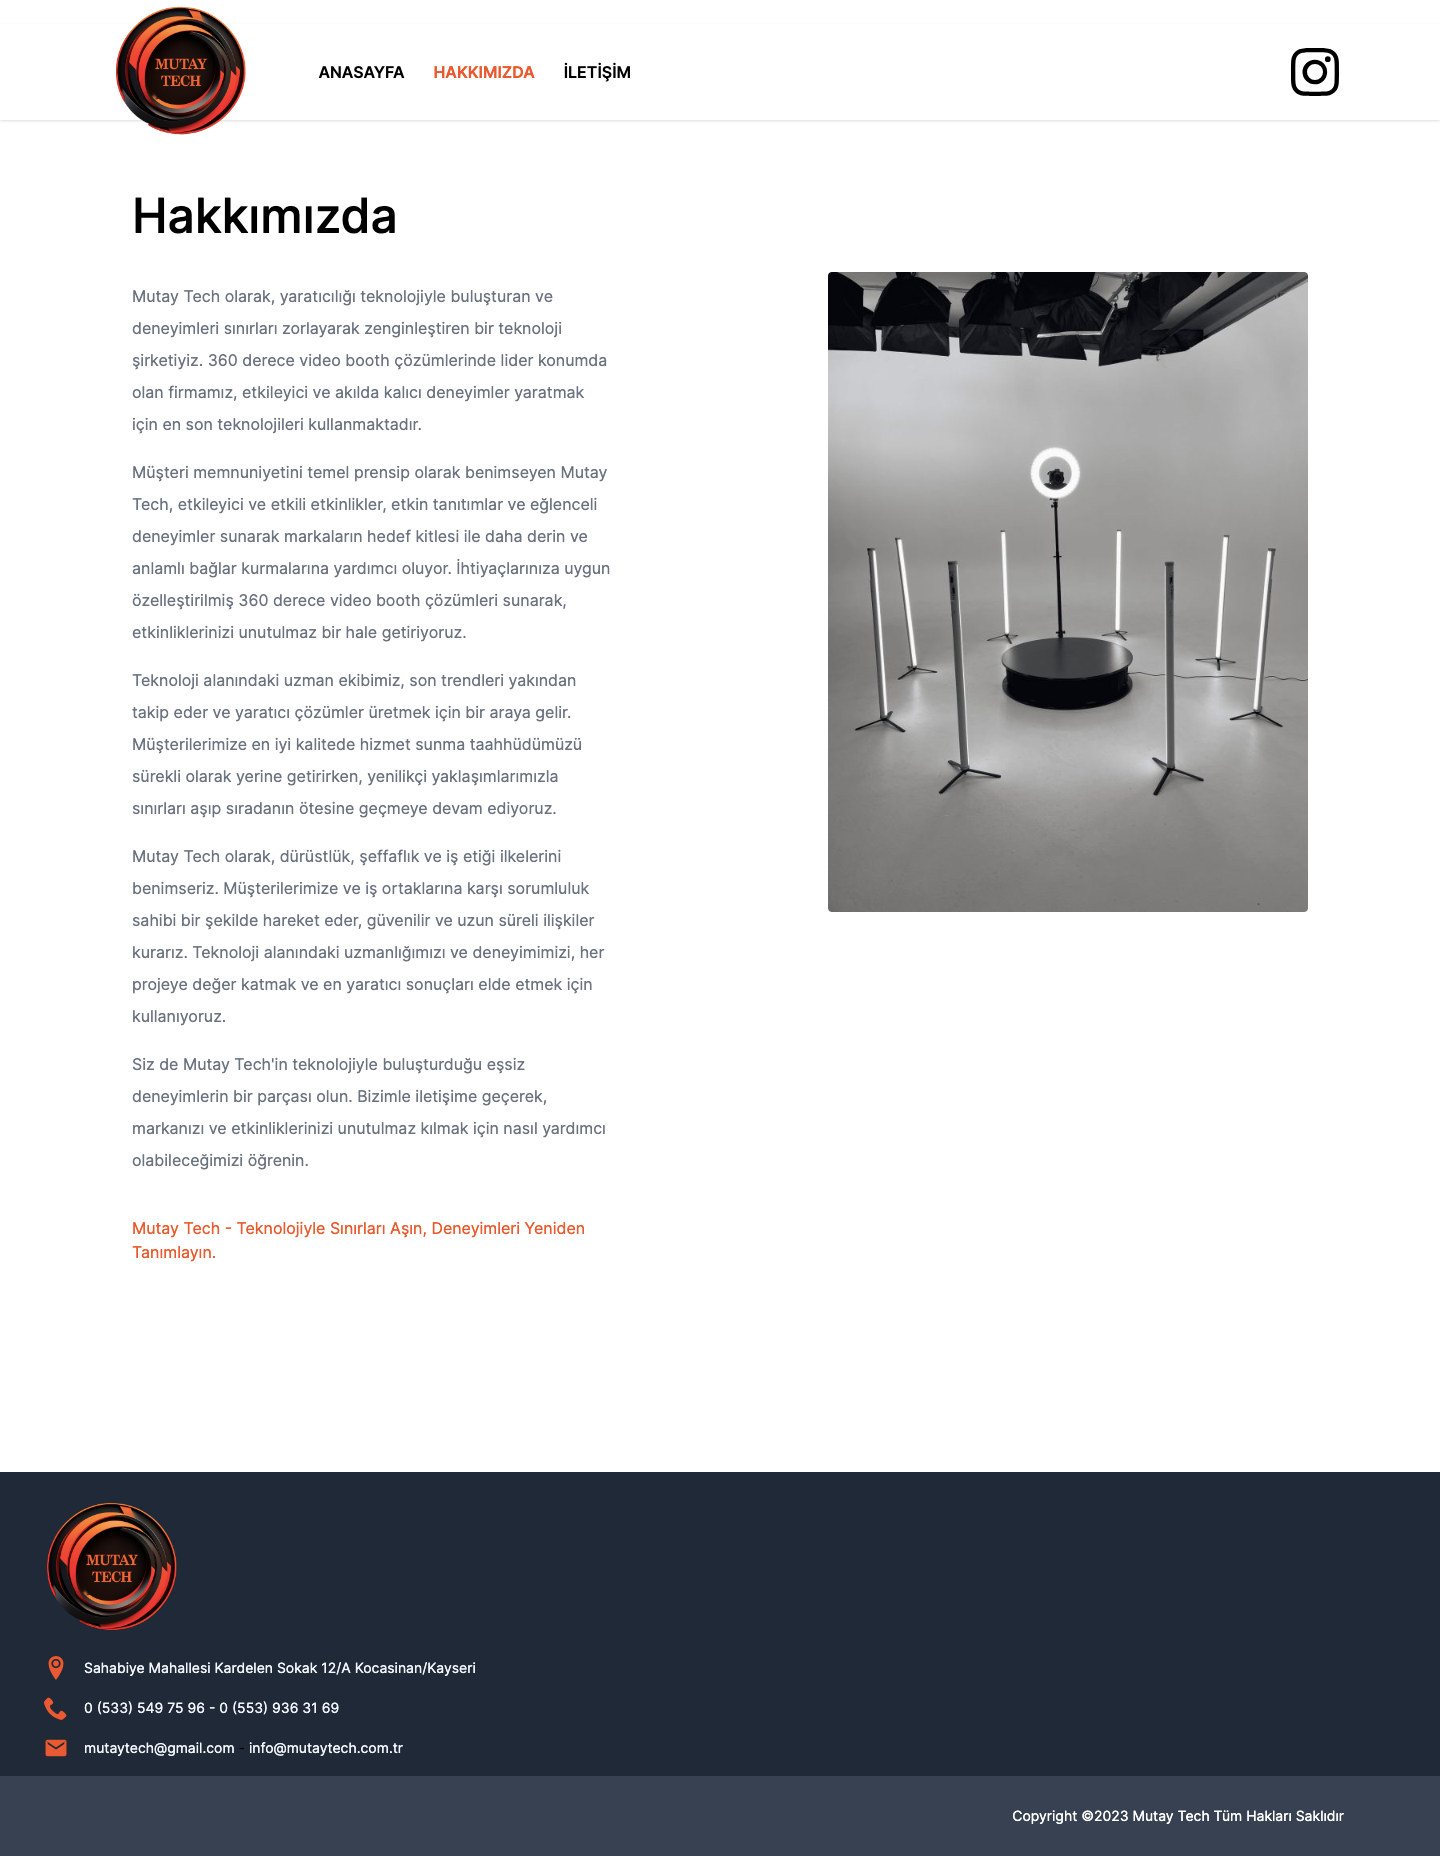 MUTAY
TECH
ANASAYFA
HAKKIMIZDA
İLETİŞİM
Hakkımızda
Mutay Tech olarak, yaratıcılığı teknolojiyle buluşturan ve
deneyimleri sınırları zorlayarak zenginleştiren bir teknoloji
şirketiyiz. 360 derece video booth çözümlerinde lider konumda
olan firmamız, etkileyici ve akılda kalıcı deneyimler yaratmak
için en son teknolojileri kullanmaktadır.
Müşteri memnuniyetini temel prensip olarak benimseyen Mutay
Tech, etkileyici ve etkili etkinlikler, etkin tanıtımlar ve eğlenceli
deneyimler sunarak markaların hedef kitlesi ile daha derin ve
anlamlı bağlar kurmalarına yardımcı oluyor. İhtiyaçlarınıza uygun
özelleştirilmiş 360 derece video booth çözümleri sunarak,
etkinliklerinizi unutulmaz bir hale getiriyoruz.
Teknoloji alanındaki uzman ekibimiz, son trendleri yakından
takip eder ve yaratıcı çözümler üretmek için bir araya gelir.
Müşterilerimize en iyi kalitede hizmet sunma taahhüdümüzü
sürekli olarak yerine getirirken, yenilikçi yaklaşımlarımızla
sınırları aşıp sıradanın ötesine geçmeye devam ediyoruz.
Mutay Tech olarak, dürüstlük, şeffaflık ve iş etiği ilkelerini
benimseriz. Müşterilerimize ve iş ortaklarına karşı sorumluluk
sahibi bir şekilde hareket eder, güvenilir ve uzun süreli ilişkiler
kurarız. Teknoloji alanındaki uzmanlığımızı ve deneyimimizi, her
projeye değer katmak ve en yaratıcı sonuçları elde etmek için
kullanıyoruz.
Siz de Mutay Tech'in teknolojiyle buluşturduğu eşsiz
deneyimlerin bir parçası olun. Bizimle iletişime geçerek,
markanızı ve etkinliklerinizi unutulmaz kılmak için nasıl yardımcı
olabileceğimizi öğrenin.
Mutay Tech - Teknolojiyle Sınırları Aşın, Deneyimleri Yeniden
Tanımlayın.
MUTAY
TECH
Sahabiye Mahallesi Kardelen Sokak 12/A Kocasinan/Kayseri
0 (533) 549 75 96 - 0 (553) 936 31 69
mutaytech@gmail.com - info@mutaytech.com.tr
Copyright ©2023 Mutay Tech Tüm Hakları Saklıdır